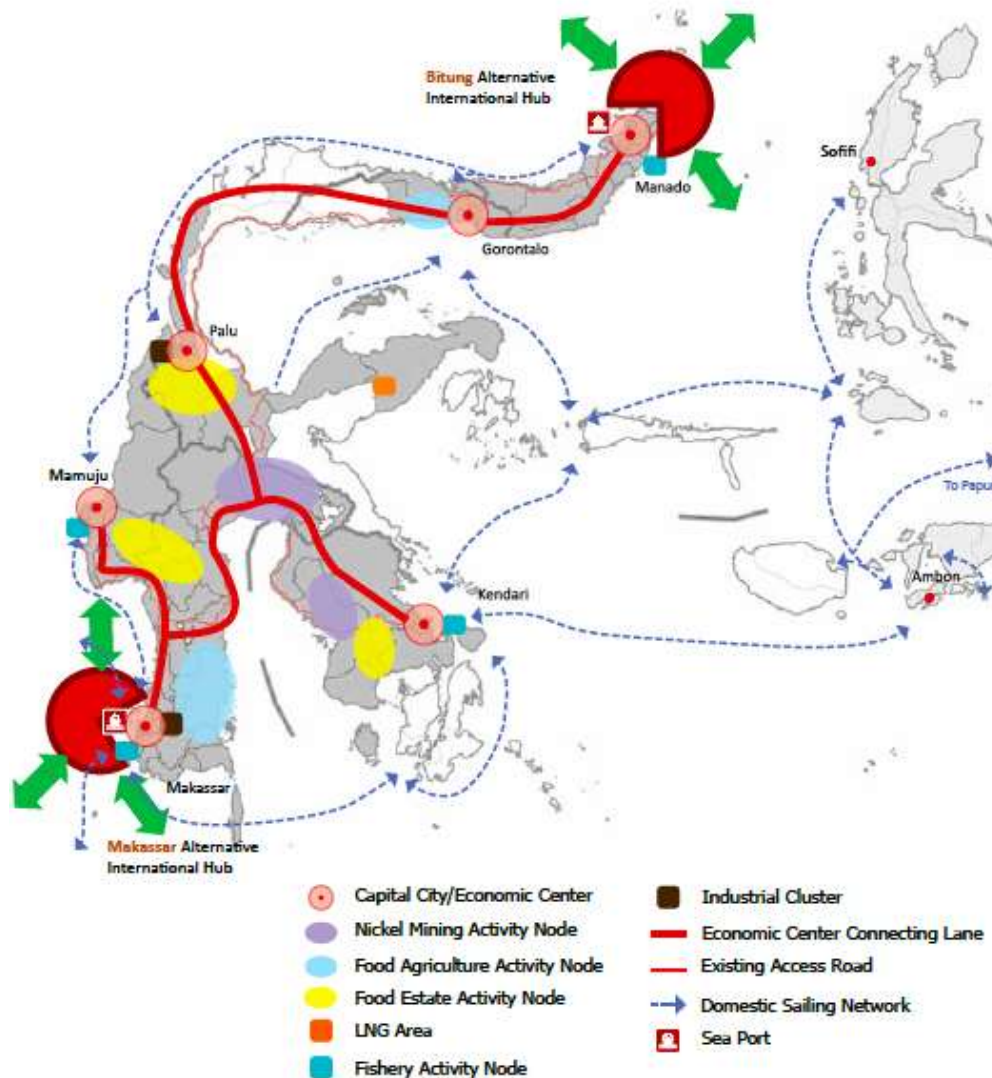 Bitung Alternative
International Hub
Manado
Sofifi
Gorontalo
Palu
Mamuju
To Papu
Ambon
Kendari
Makassar
Makassar Alternative
International Hub
Capital City/Economic Center
Nickel Mining Activity Node
Food Agriculture Activity Node
Food Estate Activity Node
LNG Area
Fishery Activity Node
Industrial Cluster
Economic Center Connecting Lane
Existing Access Road
Domestic Sailing Network
Sea Port